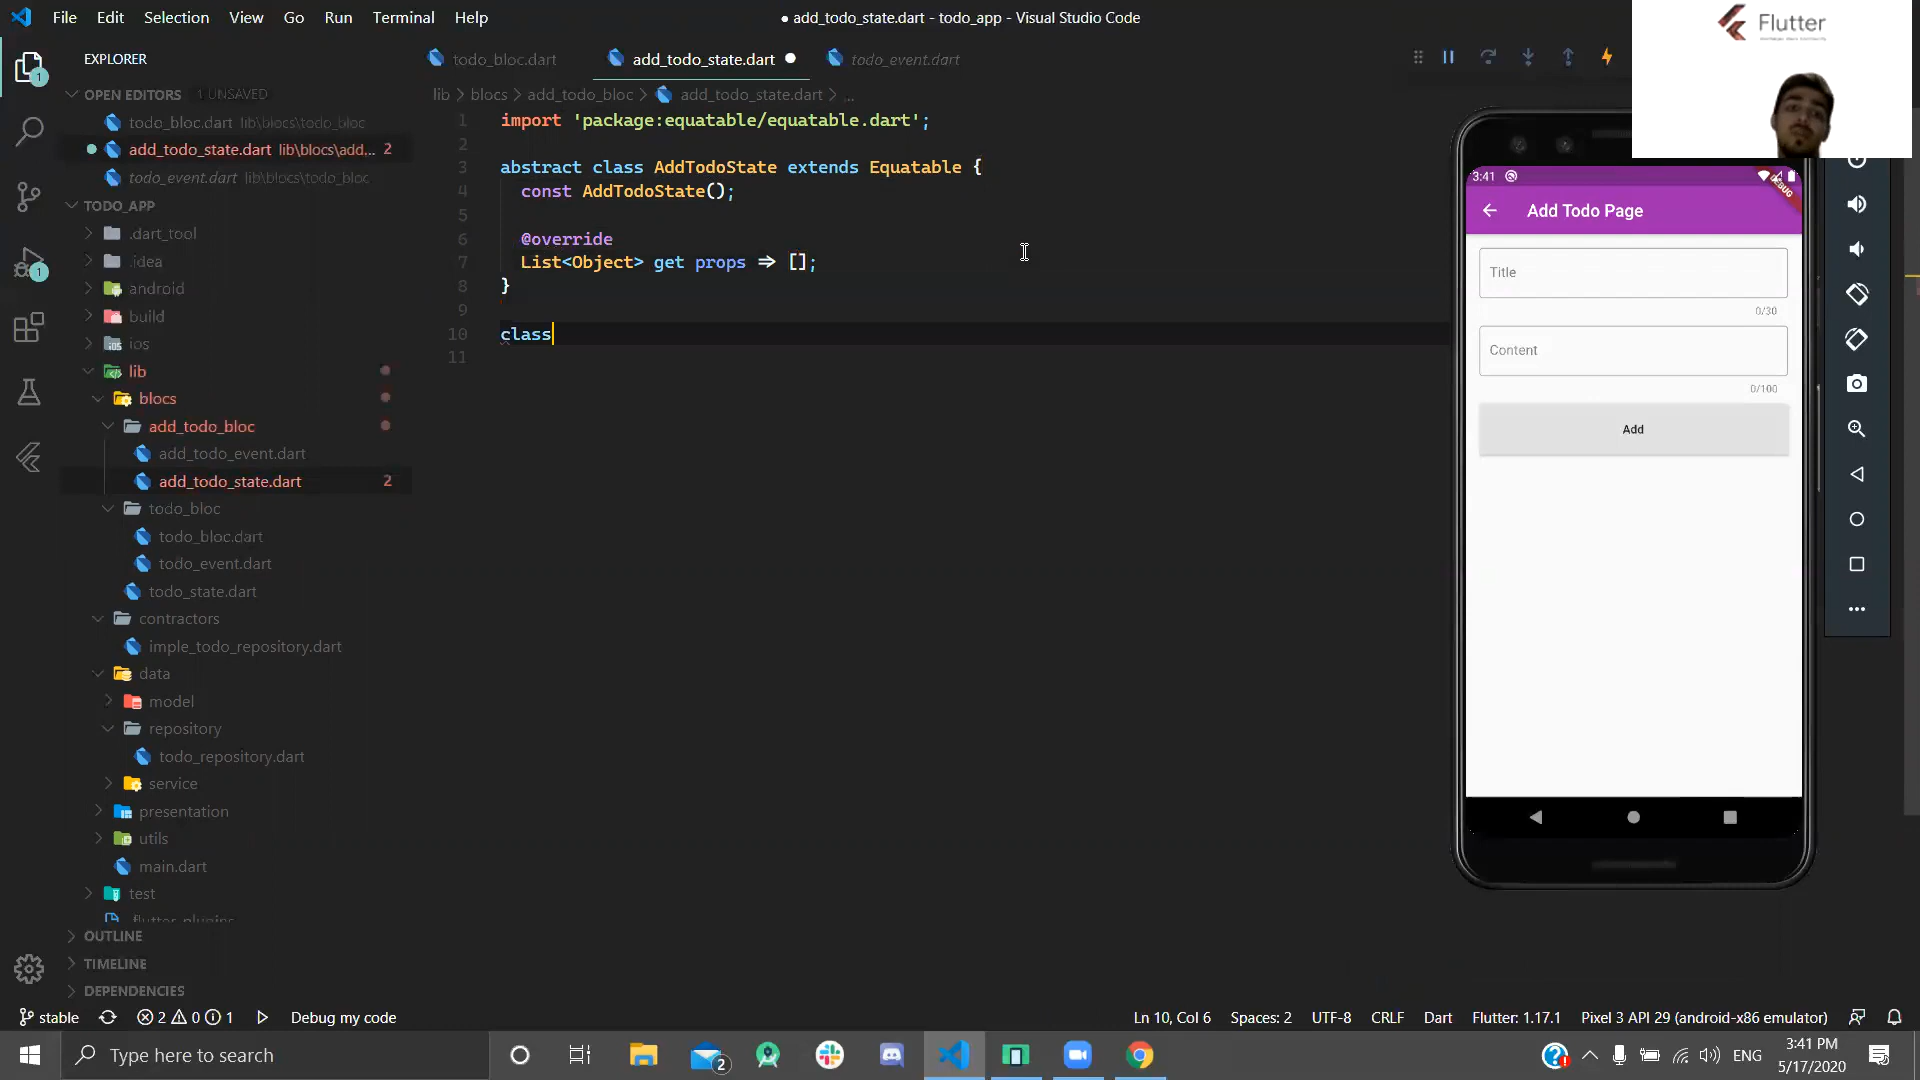 File Edit Selection View Go Run Terminal Help
● add_todo_state.dart - todo_app - Visual Studio Code
Flutter
EXPLORER
todo_bloc.dart
add_todo_state.dart
todo_event.dart
OPEN EDITORS 1 UNSAVED
lib > blocs > add_todo_bloc > add_todo_state.dart > ...
todo_bloc.dart lib\blocs\todo_bloc
add_todo_state.dart lib\blocs\add... 2
todo_event.dart lib\blocs\todo_bloc
TODO_APP
.dart_tool
.idea
android
build
ios
lib
blocs
add_todo_bloc
add_todo_event.dart
add_todo_state.dart 2
todo_bloc
todo_bloc.dart
todo_event.dart
todo_state.dart
contractors
imple_todo_repository.dart
data
model
repository
todo_repository.dart
service
presentation
utils
main.dart
test
.flutter-plugins
OUTLINE
TIMELINE
DEPENDENCIES
1 import 'package:equatable/equatable.dart';
2
3 abstract class AddTodoState extends Equatable {
4 const AddTodoState();
5
6 @override
7 List<Object> get props => [];
8 }
9
10 class
11
3:41
DEBUG
Add Todo Page
Title
0/30
Content
0/100
Add
1
1
stable
2 0 1
Debug my code
Ln 10, Col 6 Spaces: 2 UTF-8 CRLF Dart Flutter: 1.17.1 Pixel 3 API 29 (android-x86 emulator)
Type here to search
2
ENG
3:41 PM
5/17/2020